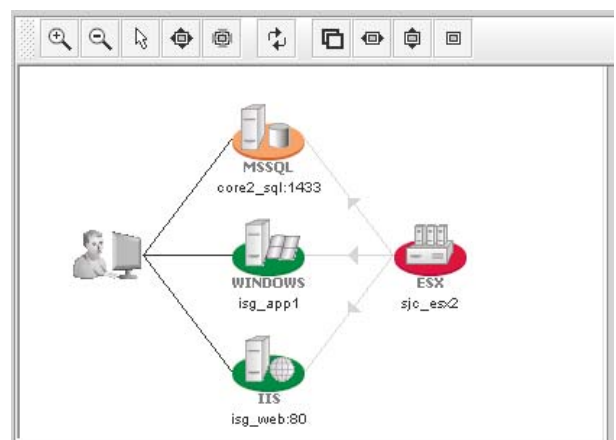 MSSQL
core2_sql:1433
WINDOWS
isg_app1
ESX
sjc_esx2
IIS
isg_web:80